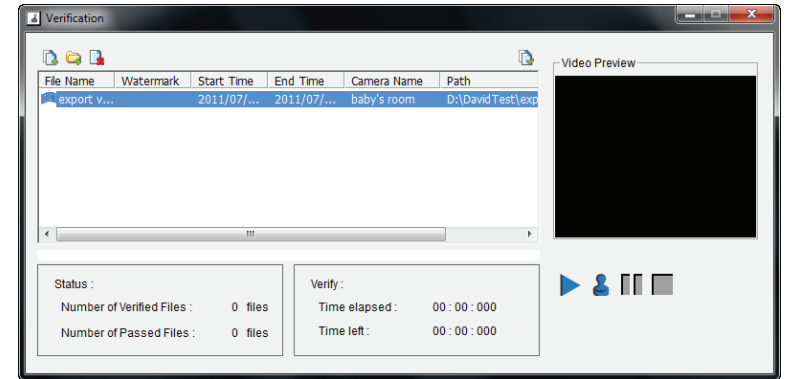 Verification
File Name Watermark Start Time End Time Camera Name Path
export v... 2011/07/... 2011/07/... baby's room D:\DavidTest\exp
Video Preview
Status :
Number of Verified Files : 0 files
Number of Passed Files : 0 files
Verify :
Time elapsed : 00 : 00 : 000
Time left : 00 : 00 : 000